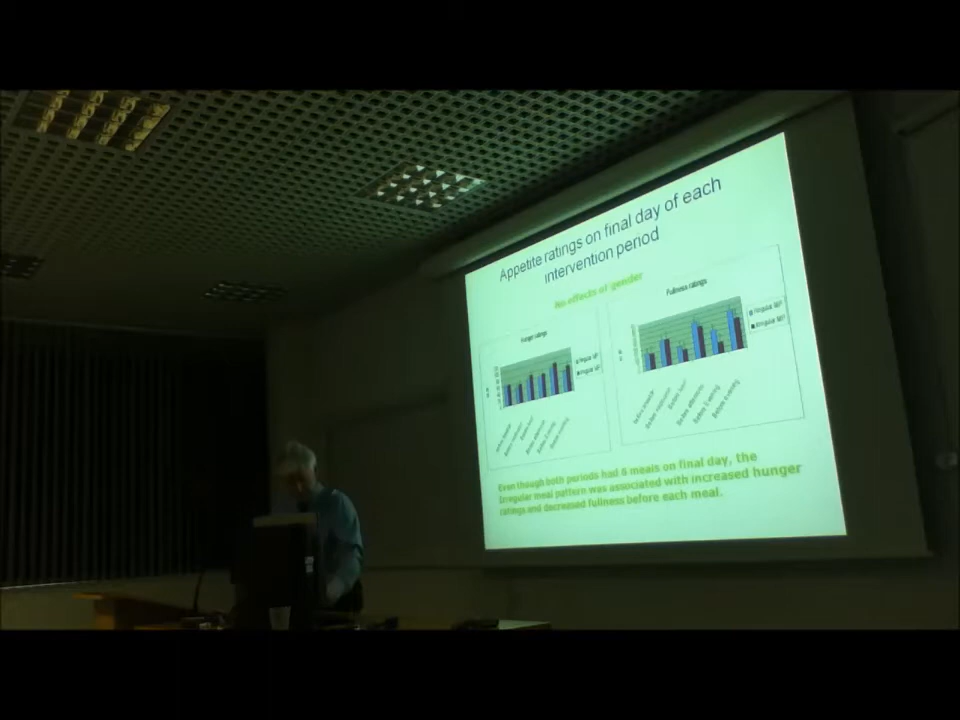 Appetite ratings on final day of each
intervention period
No effects of gender
Hunger ratings
Fullness ratings
Regular MP
Irregular MP
Regular MP
Irregular MP
Even though both periods had 6 meals on final day, the
Irregular meal pattern was associated with increased hunger
ratings and decreased fullness before each meal.